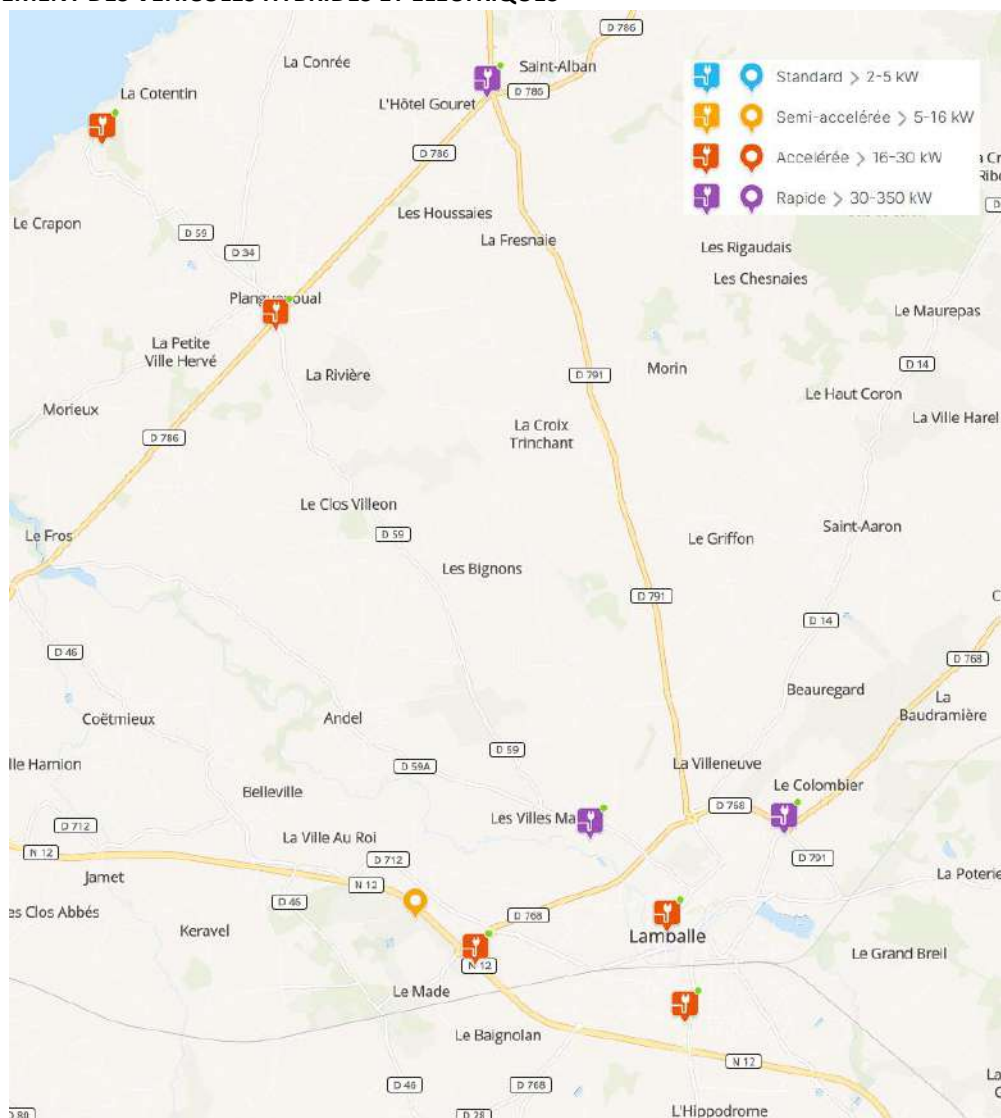 D 786
La Conrée
Saint-Alban
La Cotentin
L'Hôtel Gouret
D 786
Standard > 2-5 kW
Semi-accelérée > 5-16 kW
Accelérée > 16-30 kW
Rapide > 30-350 kW
D 786
Le Crapon
D 59
D 34
Les Houssaies
La Fresnaie
Les Rigaudais
Les Chesnaies
Le Maurepas
La Petite
Ville Hervé
La Rivière
D 791
Morin
D 14
Morieux
Le Haut Coron
La Ville Harel
D 786
La Croix
Trinchant
Le Clos Villeon
D 59
Le Fros
Les Bignons
Le Griffon
Saint-Aaron
D 791
D 14
D 46
D 768
Beauregard
La
Baudramière
Coëtmieux
Andel
D 59
D 59A
La Villeneuve
Le Colombier
Belleville
D 768
Les Villes Ma
D 712
La Ville Au Roi
N 12
D 712
D 791
Jamet
N 12
La Poterie
D 46
D 768
es Clos Abbés
Keravel
Lamballe
Le Grand Breil
N 12
Le Made
Le Baignolan
N 12
D 46
D 768
D 28
L'Hippodrome